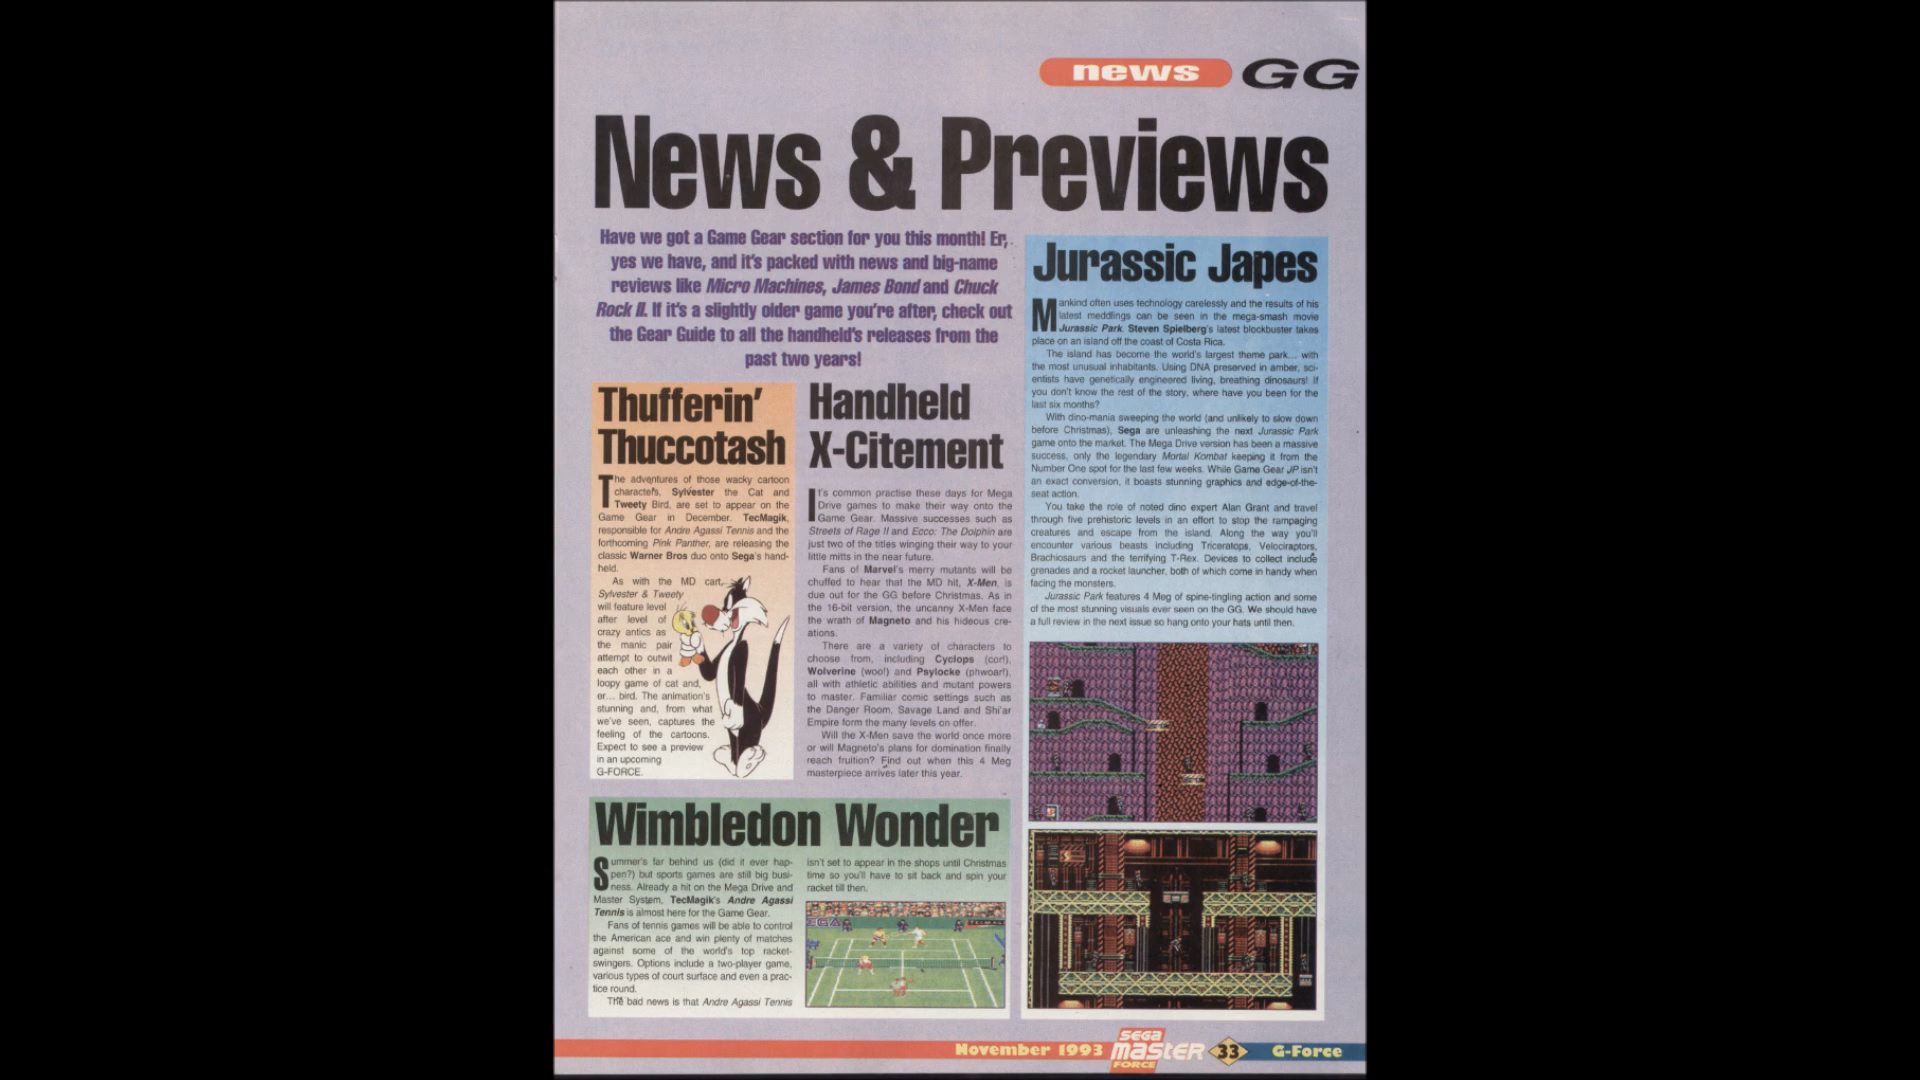 news GG
News & Previews
Have we got a Game Gear section for you this month! Er,
yes we have, and it's packed with news and big-name
reviews like Micro Machines, James Bond and Chuck
Rock II. If it's a slightly older game you're after, check out
the Gear Guide to all the handheld's releases from the
past two years!
Thufferin'
Thuccotash
The adventures of those wacky cartoon
characters, Sylvester the Cat and
Tweety Bird, are set to appear on the
Game Gear in December. TecMagik,
responsible for Andre Agassi Tennis and the
forthcoming Pink Panther, are releasing the
classic Warner Bros duo onto Sega's hand-
held.
As with the MD cart,
Sylvester & Tweety
will feature level
after level of
crazy antics as
the manic pair
attempt to outwit
each other in a
loopy game of cat and,
er... bird. The animation's
stunning and, from what
we've seen, captures the
feeling of the cartoons.
Expect to see a preview
in an upcoming
G-FORCE.
Handheld
X-Citement
It's common practise these days for Mega
Drive games to make their way onto the
Game Gear. Massive successes such as
Streets of Rage II and Ecco: The Dolphin are
just two of the titles winging their way to your
little mitts in the near future.
Fans of Marvel's merry mutants will be
chuffed to hear that the MD hit, X-Men, is
due out for the GG before Christmas. As in
the 16-bit version, the uncanny X-Men face
the wrath of Magneto and his hideous cre-
ations.
There are a variety of characters to
choose from, including Cyclops (cor!),
Wolverine (woo!) and Psylocke (phwoar!),
all with athletic abilities and mutant powers
to master. Familiar comic settings such as
the Danger Room, Savage Land and Shi'ar
Empire form the many levels on offer.
Will the X-Men save the world once more
or will Magneto's plans for domination finally
reach fruition? Find out when this 4 Meg
masterpiece arrives later this year.
Wimbledon Wonder
Summer's far behind us (did it ever hap-
pen?) but sports games are still big busi-
ness. Already a hit on the Mega Drive and
Master System, TecMagik's Andre Agassi
Tennis is almost here for the Game Gear.
Fans of tennis games will be able to control
the American ace and win plenty of matches
against some of the world's top racket-
swingers. Options include a two-player game,
various types of court surface and even a prac-
tice round.
The bad news is that Andre Agassi Tennis
isn't set to appear in the shops until Christmas
time so you'll have to sit back and spin your
racket till then.
EGA
Jurassic Japes
Mankind often uses technology carelessly and the results of his
latest meddlings can be seen in the mega-smash movie
Jurassic Park. Steven Spielberg's latest blockbuster takes
place on an island off the coast of Costa Rica.
The island has become the world's largest theme park... with
the most unusual inhabitants. Using DNA preserved in amber, sci-
entists have genetically engineered living, breathing dinosaurs! If
you don't know the rest of the story, where have you been for the
last six months?
With dino-mania sweeping the world (and unlikely to slow down
before Christmas), Sega are unleashing the next Jurassic Park
game onto the market. The Mega Drive version has been a massive
success, only the legendary Mortal Kombat keeping it from the
Number One spot for the last few weeks. While Game Gear JP isn't
an exact conversion, it boasts stunning graphics and edge-of-the-
seat action.
You take the role of noted dino expert Alan Grant and travel
through five prehistoric levels in an effort to stop the rampaging
creatures and escape from the island. Along the way you'll
encounter various beasts including Triceratops, Velociraptors,
Brachiosaurs and the terrifying T-Rex. Devices to collect include
grenades and a rocket launcher, both of which come in handy when
facing the monsters.
Jurassic Park features 4 Meg of spine-tingling action and some
of the most stunning visuals ever seen on the GG. We should have
a full review in the next issue so hang onto your hats until then.
November 1993 SEGA MASTER FORCE 33 G-Force